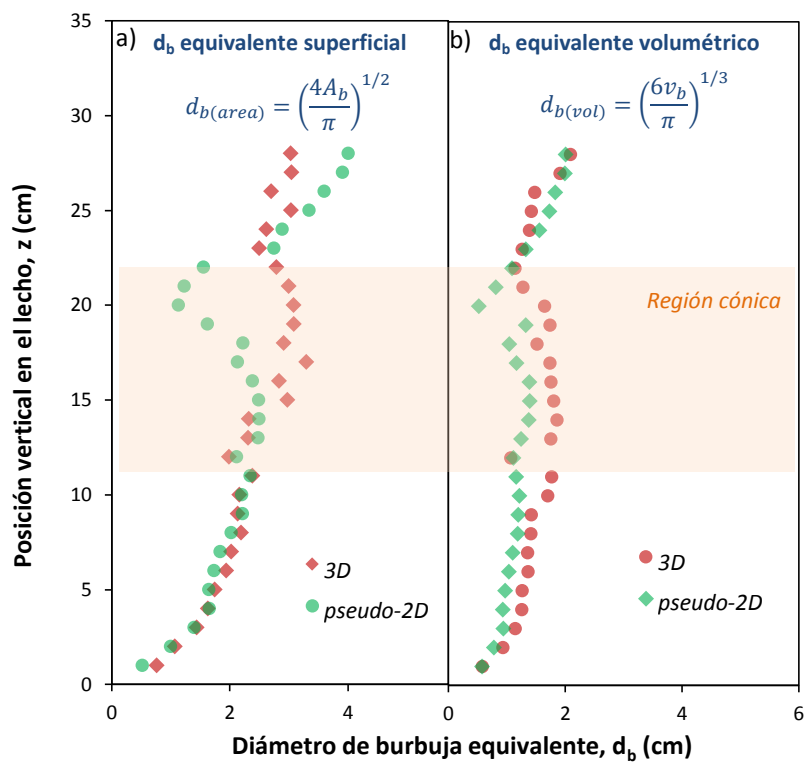 a) d_b equivalente superficial
d_{b(area)} = (4A_b/π)^{1/2}
b) d_b equivalente volumétrico
d_{b(vol)} = (6v_b/π)^{1/3}
Región cónica
3D
pseudo-2D
3D
pseudo-2D
Posición vertical en el lecho, z (cm)
35
30
25
20
15
10
5
0
0 2 4 0 2 4 6
Diámetro de burbuja equivalente, d_b (cm)